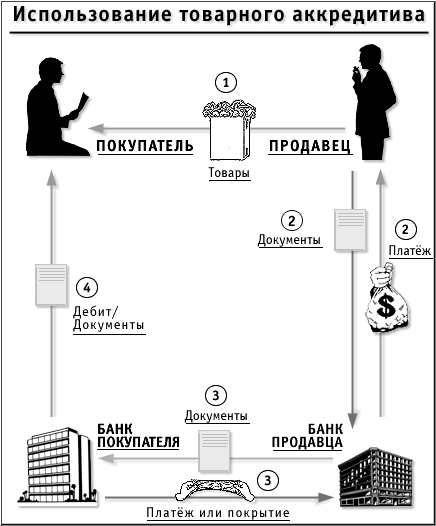 Использование товарного аккредитива
1
ПОКУПАТЕЛЬ
ПРОДАВЕЦ
Товары
2
Документы
2
Платёж
4
Дебит/
Документы
3
Документы
БАНК
ПОКУПАТЕЛЯ
БАНК
ПРОДАВЦА
3
Платёж или покрытие
$